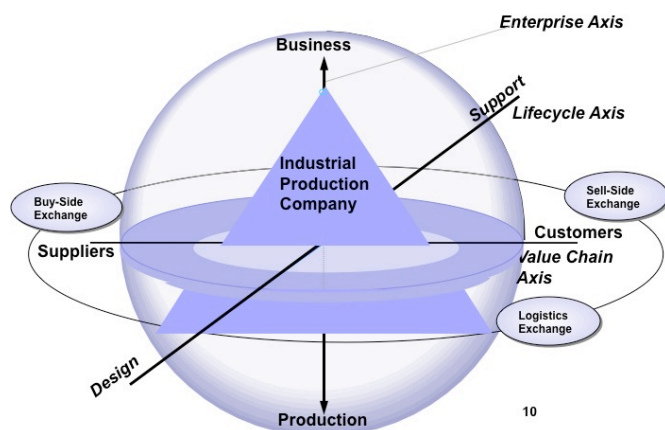 Enterprise Axis
Business
Support
Lifecycle Axis
Industrial
Production
Company
Buy-Side
Exchange
Sell-Side
Exchange
Suppliers
Customers
Value Chain
Axis
Logistics
Exchange
Design
Production
10